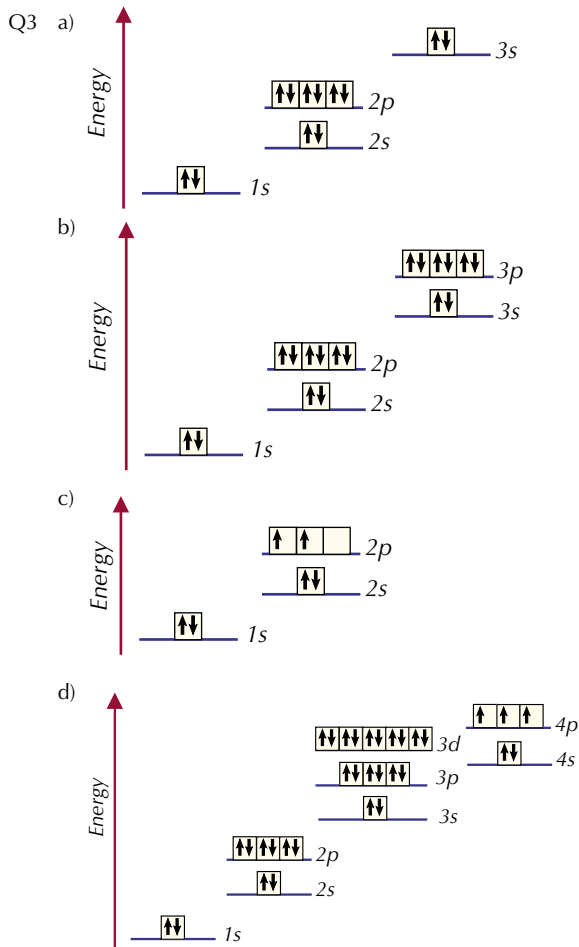 Q3 a)
Energy
3s
2p
2s
1s
b)
Energy
3p
3s
2p
2s
1s
c)
Energy
2p
2s
1s
d)
Energy
4p
3d
4s
3p
3s
2p
2s
1s